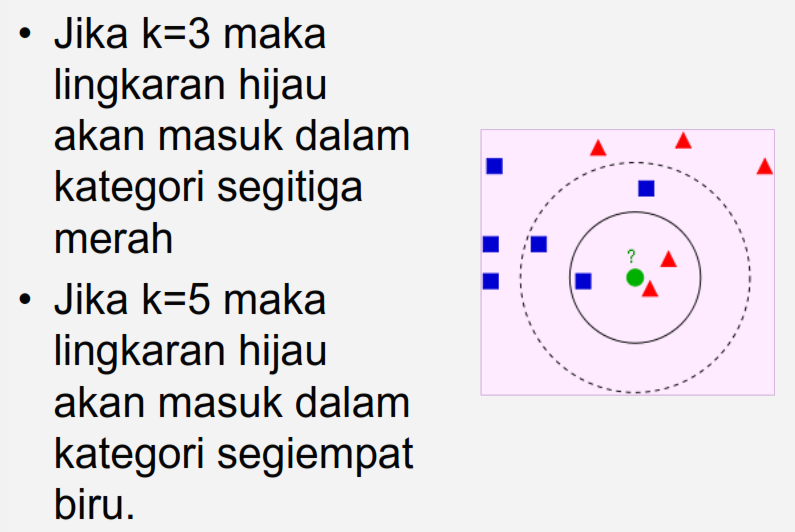 • Jika k=3 maka
lingkaran hijau
akan masuk dalam
kategori segitiga
merah
• Jika k=5 maka
lingkaran hijau
akan masuk dalam
kategori segiempat
biru.
?